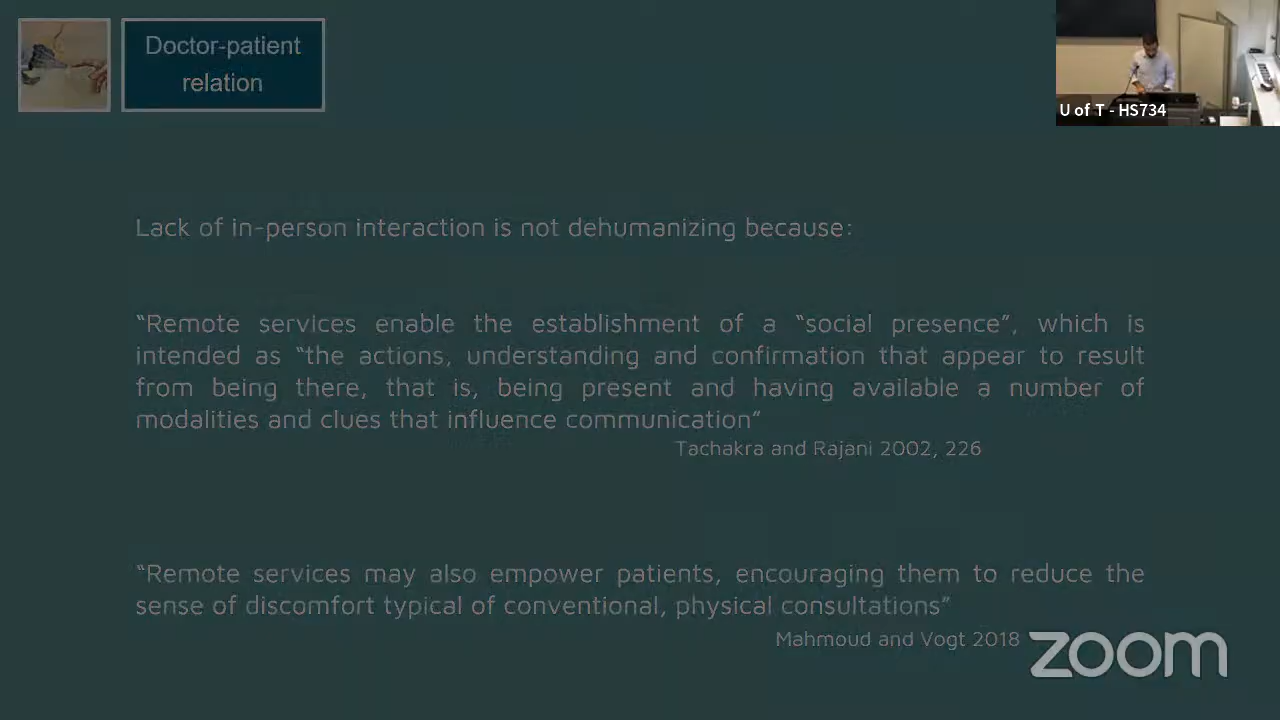 Doctor-patient
relation
U of T - HS734
Lack of in-person interaction is not dehumanizing because:
“Remote services enable the establishment of a “social presence”, which is
intended as “the actions, understanding and confirmation that appear to result
from being there, that is, being present and having available a number of
modalities and clues that influence communication”
Tachakra and Rajani 2002, 226
“Remote services may also empower patients, encouraging them to reduce the
sense of discomfort typical of conventional, physical consultations”
Mahmoud and Vogt 2018
zoom